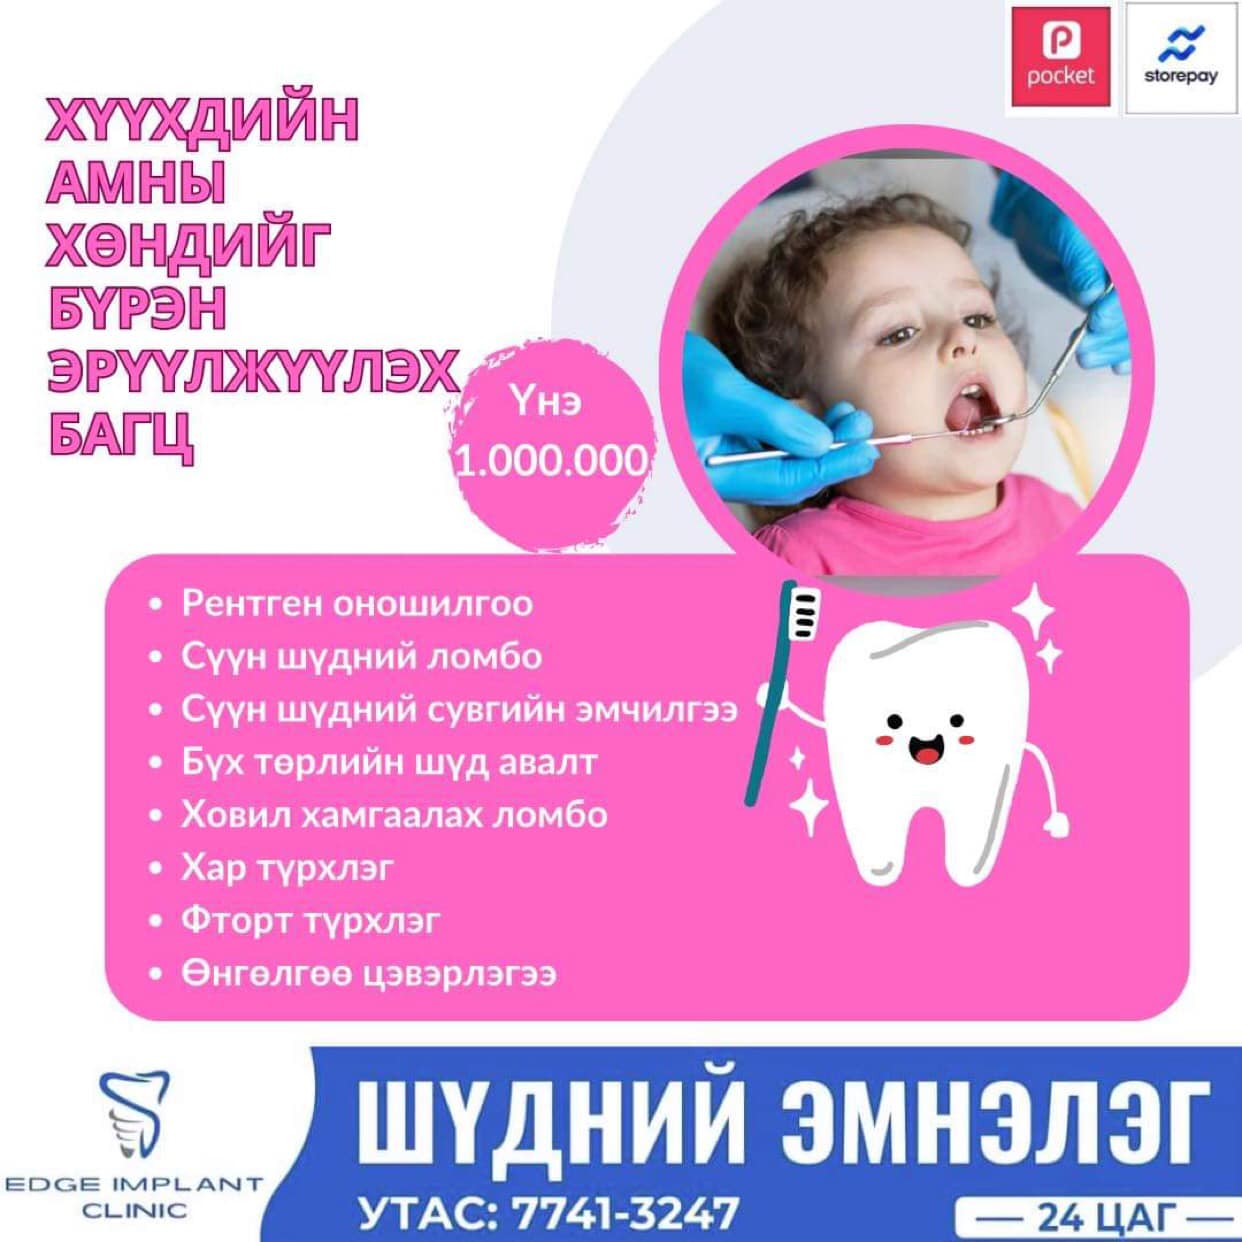 pocket
storepay
ХҮҮХДИЙН
АМНЫ
ХӨНДИЙГ
БҮРЭН
ЭРҮҮЛЖҮҮЛЭХ
БАГЦ
Үнэ
1.000.000
• Рентген оношилгоо
• Сүүн шүдний ломбо
• Сүүн шүдний сувгийн эмчилгээ
• Бүх төрлийн шүд авалт
• Ховил хамгаалах ломбо
• Хар түрхлэг
• Фторт түрхлэг
• Өнгөлгөө цэвэрлэгээ
EDGE IMPLANT
CLINIC
ШҮДНИЙ ЭМНЭЛЭГ
УТАС: 7741-3247
— 24 ЦАГ —